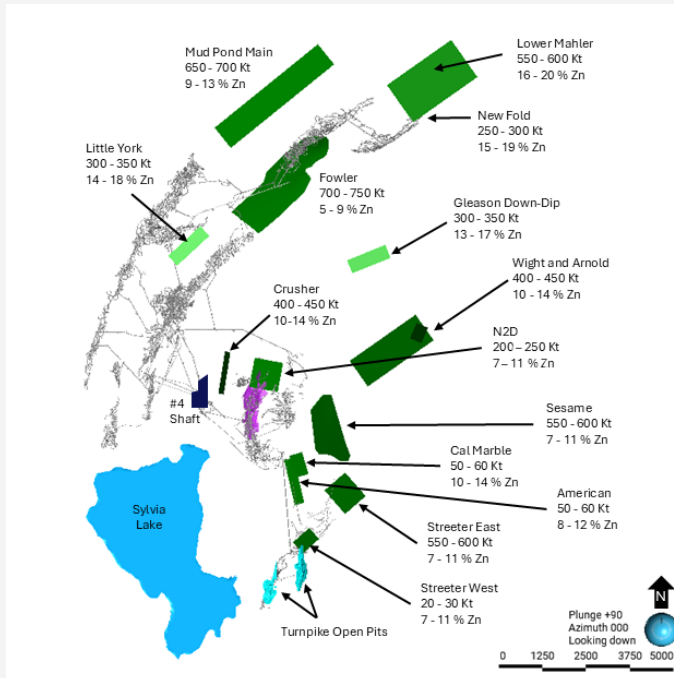 Mud Pond Main
650 - 700 Kt
9 - 13 % Zn
Lower Mahler
550 - 600 Kt
16 - 20 % Zn
New Fold
250 - 300 Kt
15 - 19 % Zn
Little York
300 - 350 Kt
14 - 18 % Zn
Fowler
700 - 750 Kt
5 - 9 % Zn
Gleason Down-Dip
300 - 350 Kt
13 - 17 % Zn
Wight and Arnold
400 - 450 Kt
10 - 14 % Zn
Crusher
400 - 450 Kt
10-14 % Zn
N2D
200 – 250 Kt
7 – 11 % Zn
#4
Shaft
Sesame
550 - 600 Kt
7 - 11 % Zn
Cal Marble
50 - 60 Kt
10 - 14 % Zn
American
50 - 60 Kt
8 - 12 % Zn
Sylvia
Lake
Streeter East
550 - 600 Kt
7 - 11 % Zn
Streeter West
20 - 30 Kt
7 - 11 % Zn
Turnpike Open Pits
N
Plunge +90
Azimuth 000
Looking down
0 1250 2500 3750 5000